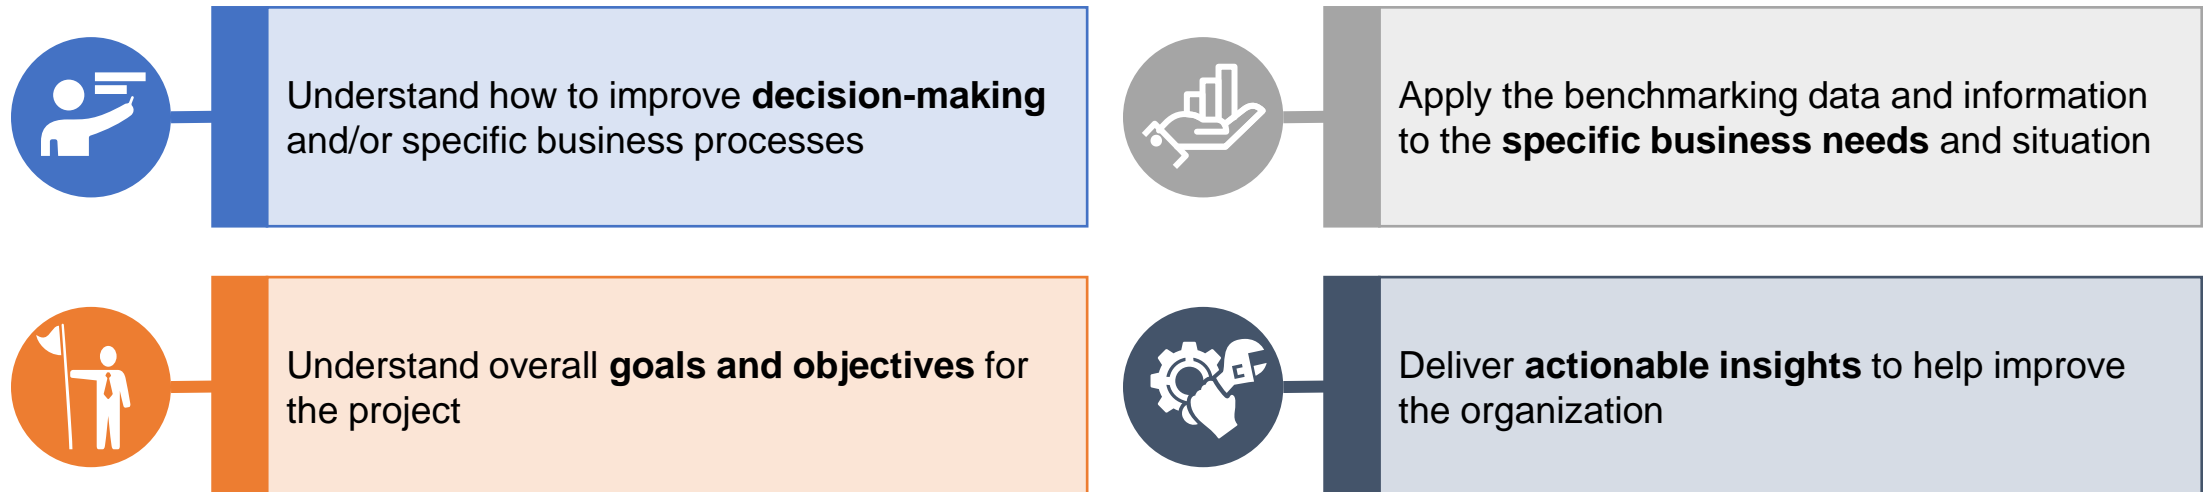 Understand how to improve decision-making
and/or specific business processes
Apply the benchmarking data and information
to the specific business needs and situation
Understand overall goals and objectives for
the project
Deliver actionable insights to help improve
the organization